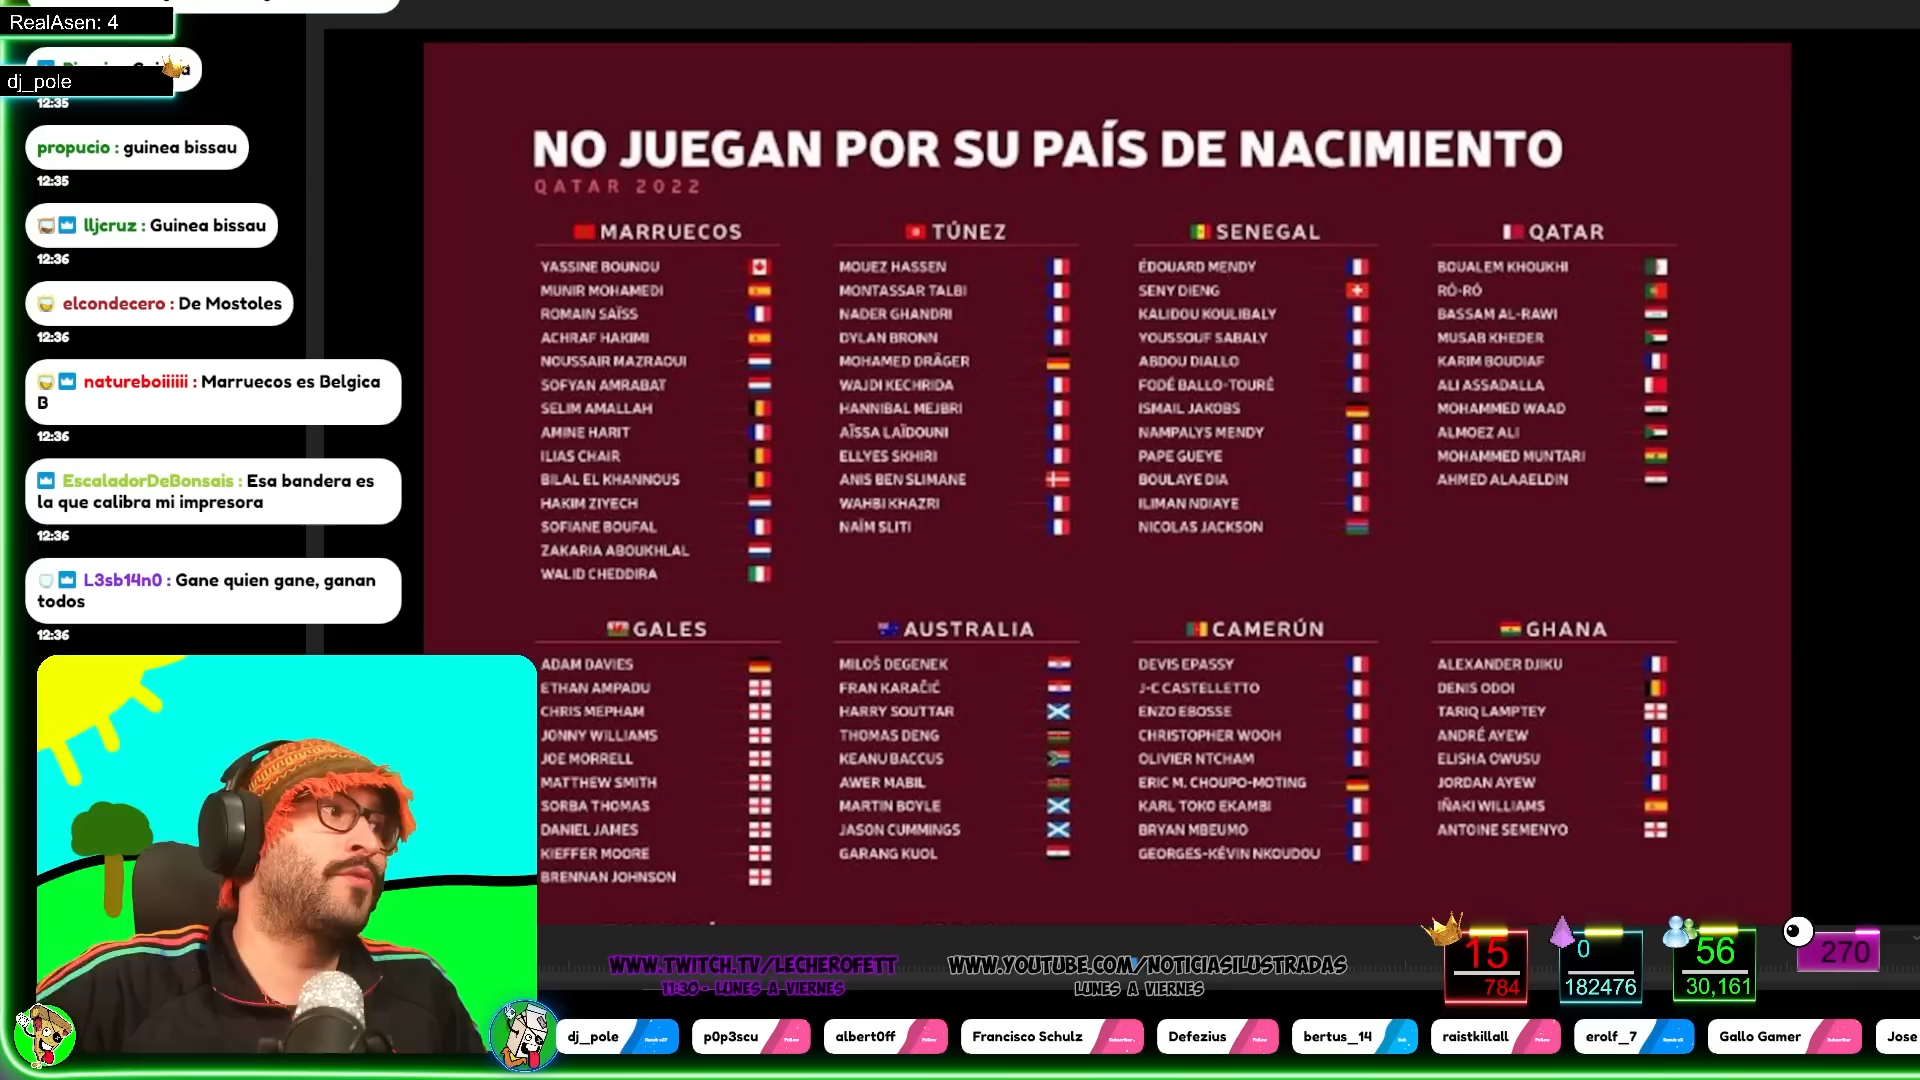 RealAsen: 4
dj_pole
12:35
propucio : guinea bissau
12:35
lljcruz : Guinea bissau
12:36
elcondecero : De Mostoles
12:36
natureboiiiiii : Marruecos es Belgica
B
12:36
EscaladorDeBonsais : Esa bandera es
la que calibra mi impresora
12:36
L3sb14n0 : Gane quien gane, ganan
todos
12:36
NO JUEGAN POR SU PAÍS DE NACIMIENTO
QATAR 2022
MARRUECOS
YASSINE BOUNOU
MUNIR MOHAMEDI
ROMAIN SAÏSS
ACHRAF HAKIMI
NOUSSAIR MAZRAOUI
SOFYAN AMRABAT
SELIM AMALLAH
AMINE HARIT
ILIAS CHAIR
BILAL EL KHANNOUS
HAKIM ZIYECH
SOFIANE BOUFAL
ZAKARIA ABOUKHLAL
WALID CHEDDIRA
TÚNEZ
MOUEZ HASSEN
MONTASSAR TALBI
NADER GHANDRI
DYLAN BRONN
MOHAMED DRÄGER
WAJDI KECHRIDA
HANNIBAL MEJBRI
AÏSSA LAÏDOUNI
ELLYES SKHIRI
ANIS BEN SLIMANE
WAHBI KHAZRI
NAÏM SLITI
SENEGAL
ÉDOUARD MENDY
SENY DIENG
KALIDOU KOULIBALY
YOUSSOUF SABALY
ABDOU DIALLO
FODÉ BALLO-TOURÉ
ISMAIL JAKOBS
NAMPALYS MENDY
PAPE GUEYE
BOULAYE DIA
ILIMAN NDIAYE
NICOLAS JACKSON
QATAR
BOUALEM KHOUKHI
RÓ-RÓ
BASSAM AL-RAWI
MUSAB KHEDER
KARIM BOUDIAF
ALI ASSADALLA
MOHAMMED WAAD
ALMOEZ ALI
MOHAMMED MUNTARI
AHMED ALAAELDIN
GALES
ADAM DAVIES
ETHAN AMPADU
CHRIS MEPHAM
JONNY WILLIAMS
JOE MORRELL
MATTHEW SMITH
SORBA THOMAS
DANIEL JAMES
KIEFFER MOORE
BRENNAN JOHNSON
AUSTRALIA
MILOŠ DEGENEK
FRAN KARAČIĆ
HARRY SOUTTAR
THOMAS DENG
KEANU BACCUS
AWER MABIL
MARTIN BOYLE
JASON CUMMINGS
GARANG KUOL
CAMERÚN
DEVIS EPASSY
J-C CASTELLETTO
ENZO EBOSSE
CHRISTOPHER WOOH
OLIVIER NTCHAM
ERIC M. CHOUPO-MOTING
KARL TOKO EKAMBI
BRYAN MBEUMO
GEORGES-KÉVIN NKOUDOU
GHANA
ALEXANDER DJIKU
DENIS ODOI
TARIQ LAMPTEY
ANDRÉ AYEW
ELISHA OWUSU
JORDAN AYEW
IÑAKI WILLIAMS
ANTOINE SEMENYO
WWW.TWITCH.TV/LECHEROFETT
11:30 - LUNES A VIERNES
WWW.YOUTUBE.COM/NOTICIASILUSTRADAS
LUNES A VIERNES
15
784
0
182476
56
30,161
270
dj_pole
p0p3scu
albert0ff
Francisco Schulz
Defezius
bertus_14
raistkillall
erolf_7
Gallo Gamer
Jose